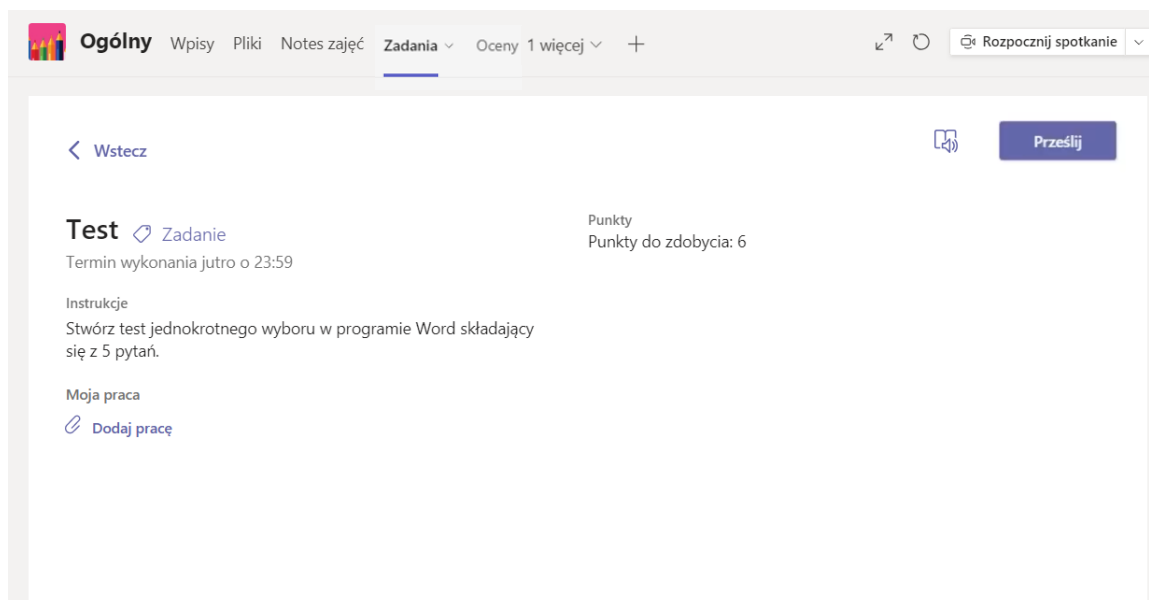 Ogólny Wpisy Pliki Notes zajęć Zadania Oceny 1 więcej Rozpocznij spotkanie
Wstecz
Prześlij
Test Zadanie
Termin wykonania jutro o 23:59
Punkty
Punkty do zdobycia: 6
Instrukcje
Stwórz test jednokrotnego wyboru w programie Word składający
się z 5 pytań.
Moja praca
Dodaj pracę